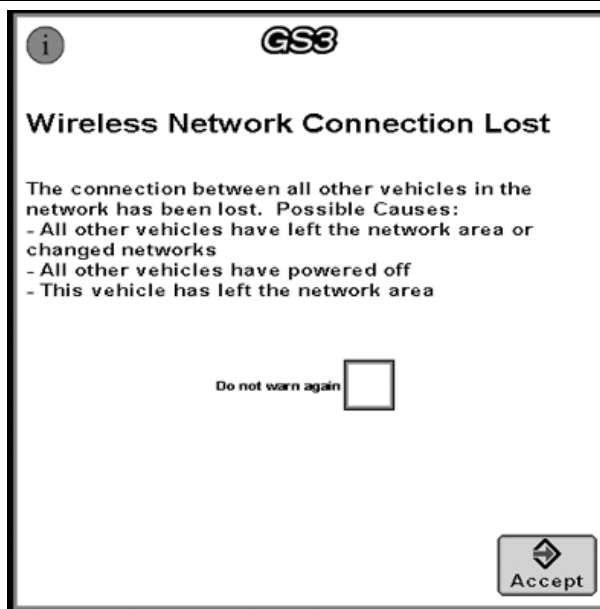 i
GS3
Wireless Network Connection Lost
The connection between all other vehicles in the
network has been lost. Possible Causes:
- All other vehicles have left the network area or
changed networks
- All other vehicles have powered off
- This vehicle has left the network area
Do not warn again
Accept